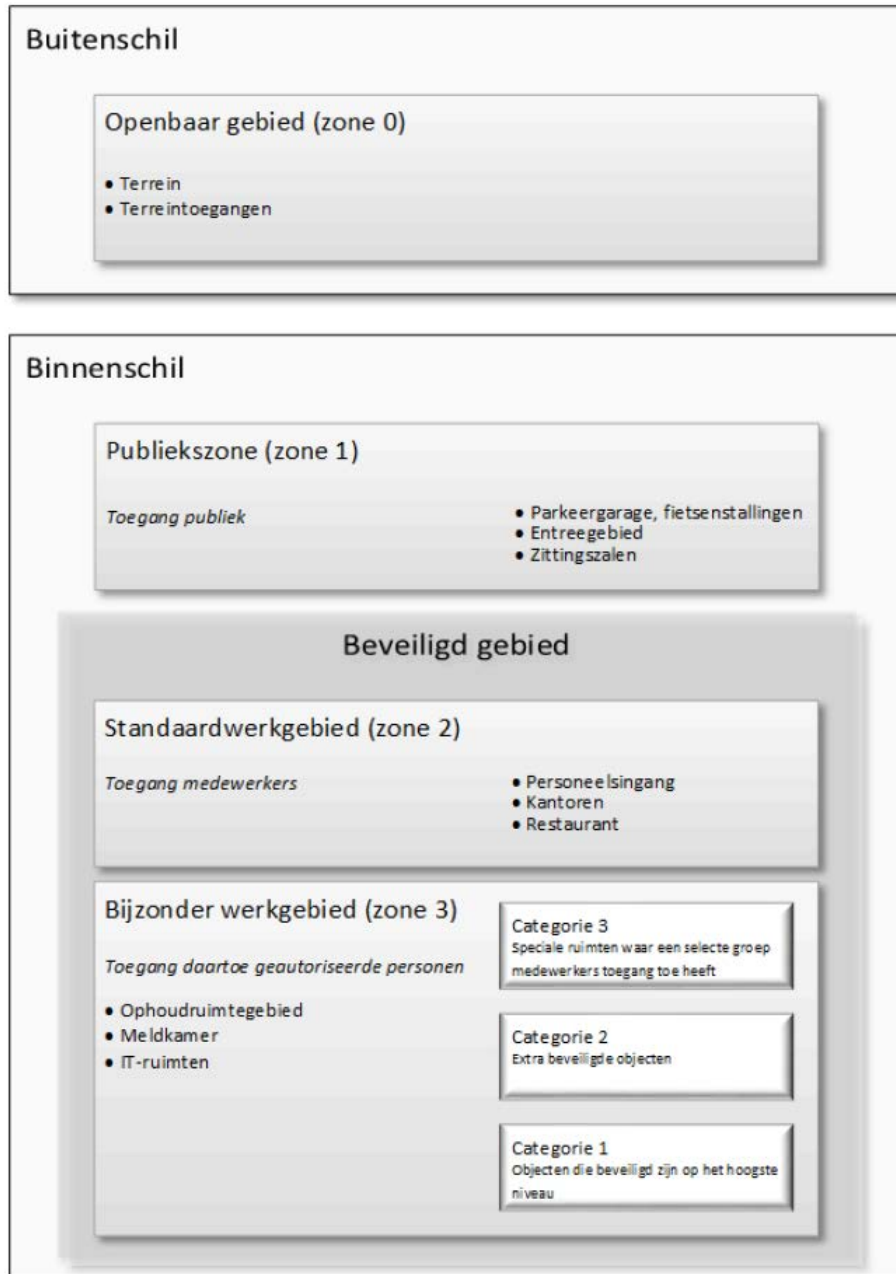 Buitenschil
Openbaar gebied (zone 0)
• Terrein
• Terreintoegangen
Binnenschil
Publiekszone (zone 1)
Toegang publiek
• Parkeergarage, fietsenstallingen
• Entreegebied
• Zittingszalen
Beveiligd gebied
Standaardwerkgebied (zone 2)
Toegang medewerkers
• Personeelsingang
• Kantoren
• Restaurant
Bijzonder werkgebied (zone 3)
Toegang daartoe geautoriseerde personen
• Ophoudruimtegebied
• Meldkamer
• IT-ruimten
Categorie 3
Speciale ruimten waar een selecte groep
medewerkers toegang toe heeft
Categorie 2
Extra beveiligde objecten
Categorie 1
Objecten die beveiligd zijn op het hoogste
niveau